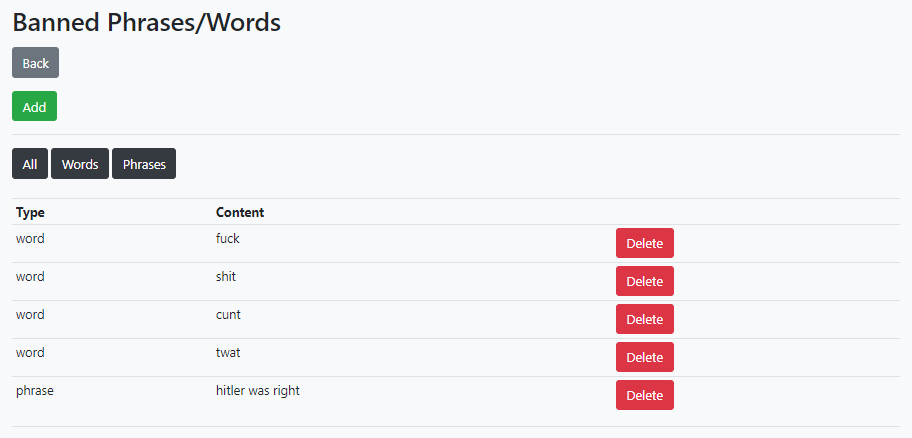 Banned Phrases/Words
Back
Add
All Words Phrases
Type Content
word fuck Delete
word shit Delete
word cunt Delete
word twat Delete
phrase hitler was right Delete